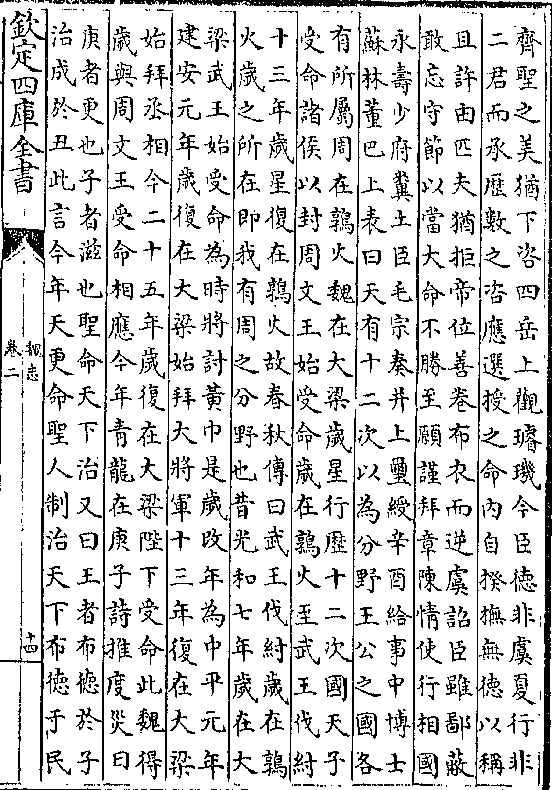 齊聖之美猶下咨四岳上觀璿璣今臣德非虞夏行非
二君而承歷數之咨應選授之命內自揆撫無德以稱
且許由匹夫猶拒帝位善卷布衣而逆虞詔臣雖鄙蔽
敢忘守節以當大命不勝至願謹拜章陳情使行相國
永壽少府糞土臣毛宗奏并上璽綬辛酉給事中博士
蘇林董巴上表曰天有十二次以為分野王公之國各
有所屬周在鶉火魏在大梁歲星行歷十二次國天子
受命諸侯以封周文王始受命歲在鶉火至武王伐紂
十三年歲星復在鶉火故春秋傳曰武王伐紂歲在鶉
火歲之所在即我有周之分野也昔光和七年歲在大
梁武王始受命為時將討黃巾是歲改年為中平元年
建安元年歲復在大梁始拜大將軍十三年復在大梁
始拜丞相今二十五年歲復在大梁陛下受命此魏得
歲與周文王受命相應今年青龍在庚子詩推度災曰
庚者更也子者滋也聖命天下治又曰王者布德於子
治成於丑此言今年天更命聖人制治天下布德于民
欽定四庫全書
魏志
卷二
十四